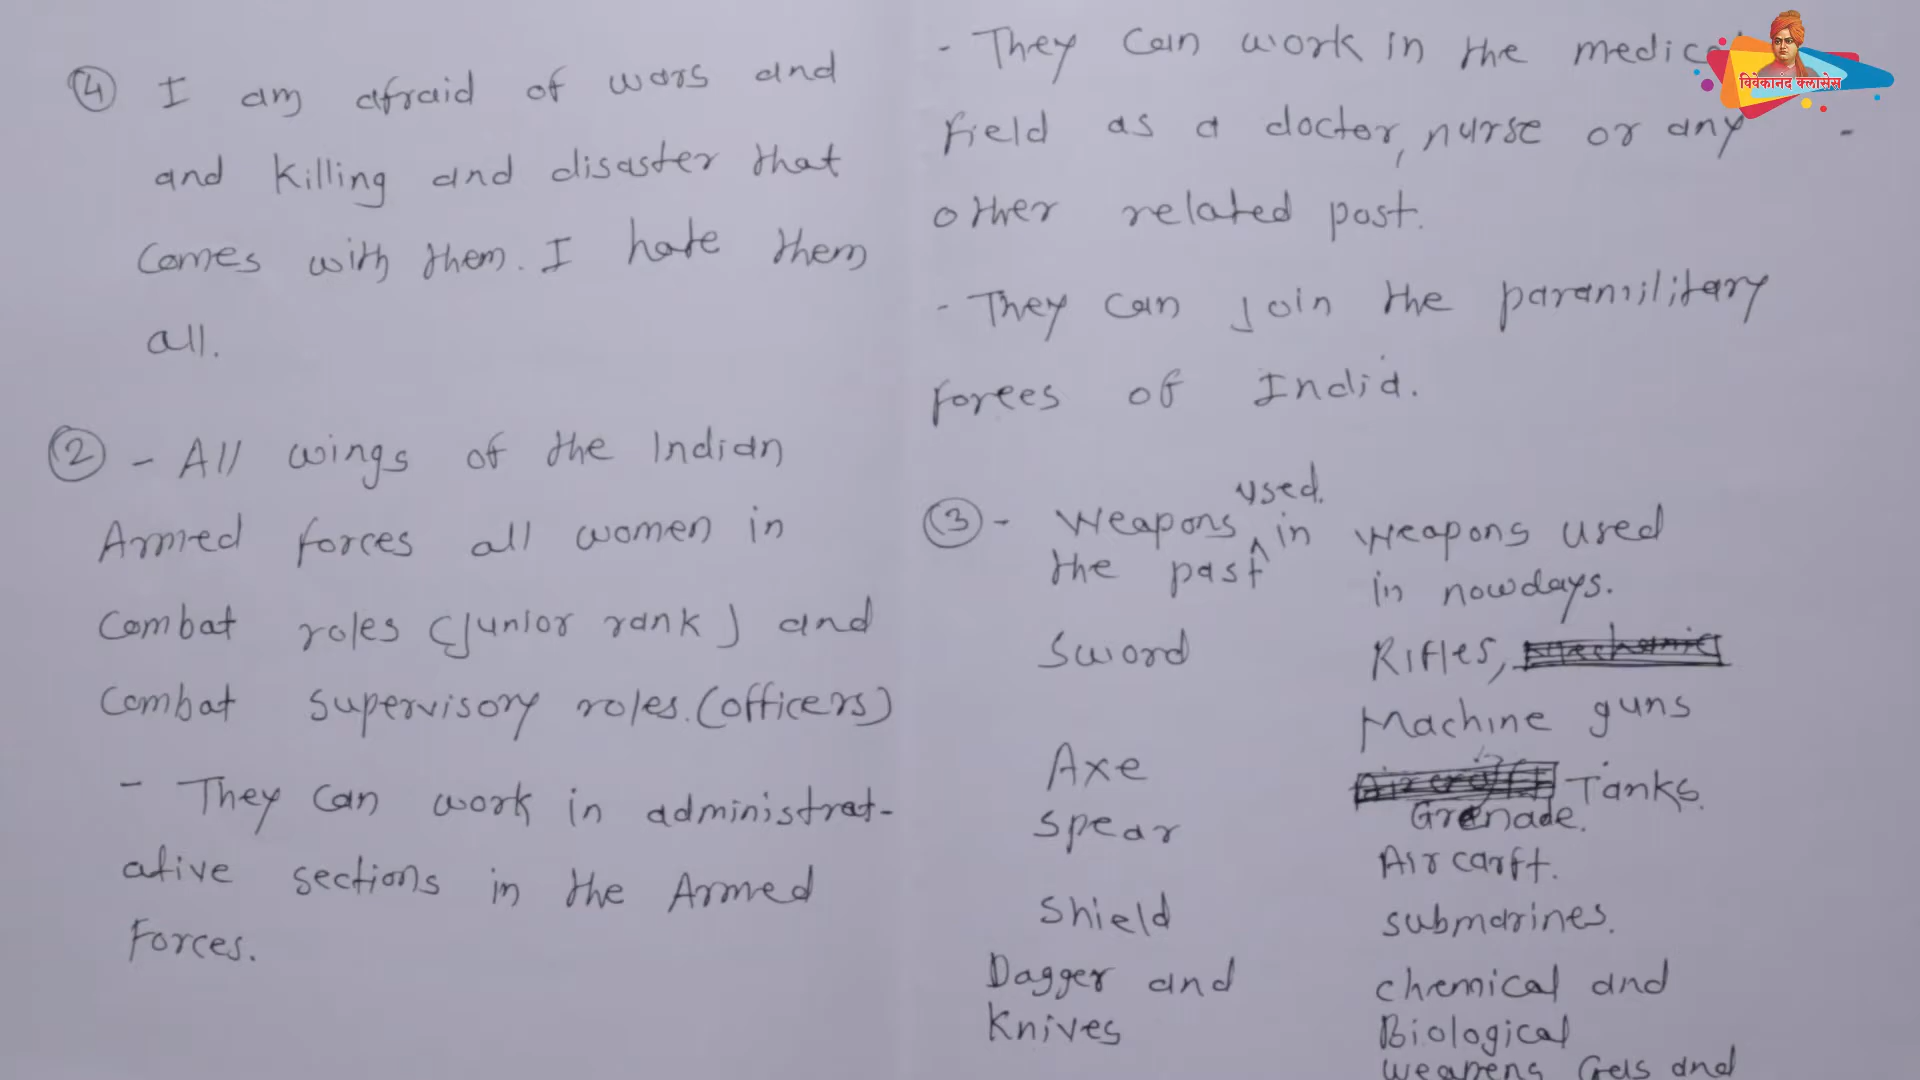 ④ I am afraid of wars and
and killing and disaster that
comes with them. I hate them
all.
② - All wings of the Indian
Armed forces all women in
combat roles (junior rank) and
combat supervisory roles. (officers)
- They can work in administrat-
ative sections in the Armed
Forces.
- They can work in the medical
field as a doctor, nurse or any -
other related post.
- They can join the paramilitary
forces of India.
③ - Weapons used in
the past
Weapons used
in nowdays.
Sword
Rifles,
Machine guns
Axe
Tanks.
Spear
Grenade.
Aircarft.
Shield
submarines.
Dagger and
Knives
chemical and
Biological
weapens Gas and
विवेकानंद क्लासेस